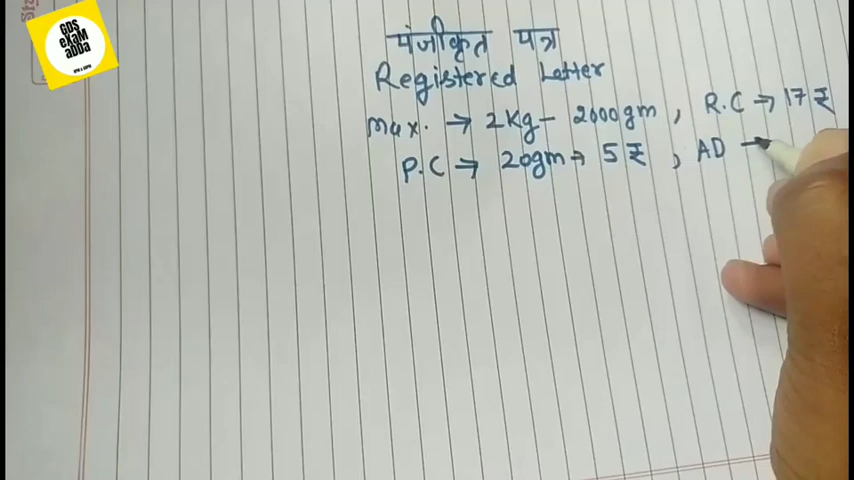 GDS
eXaM
adda
पंजीकृत पत्र
Registered Letter
Max. → 2Kg - 2000gm , R.C → 17 ₹
P.C → 20gm → 5 ₹ , AD →